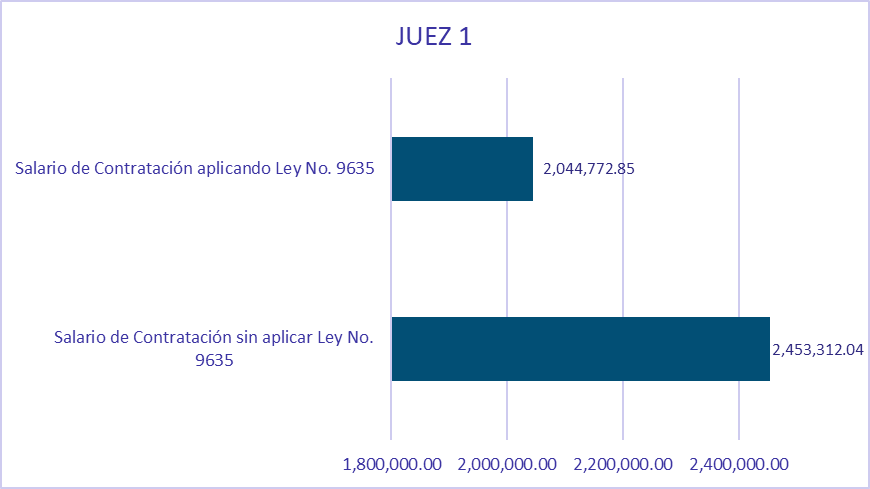 JUEZ 1
Salario de Contratación aplicando Ley No. 9635
2,044,772.85
Salario de Contratación sin aplicar Ley No.
9635
2,453,312.04
1,800,000.00
2,000,000.00
2,200,000.00
2,400,000.00